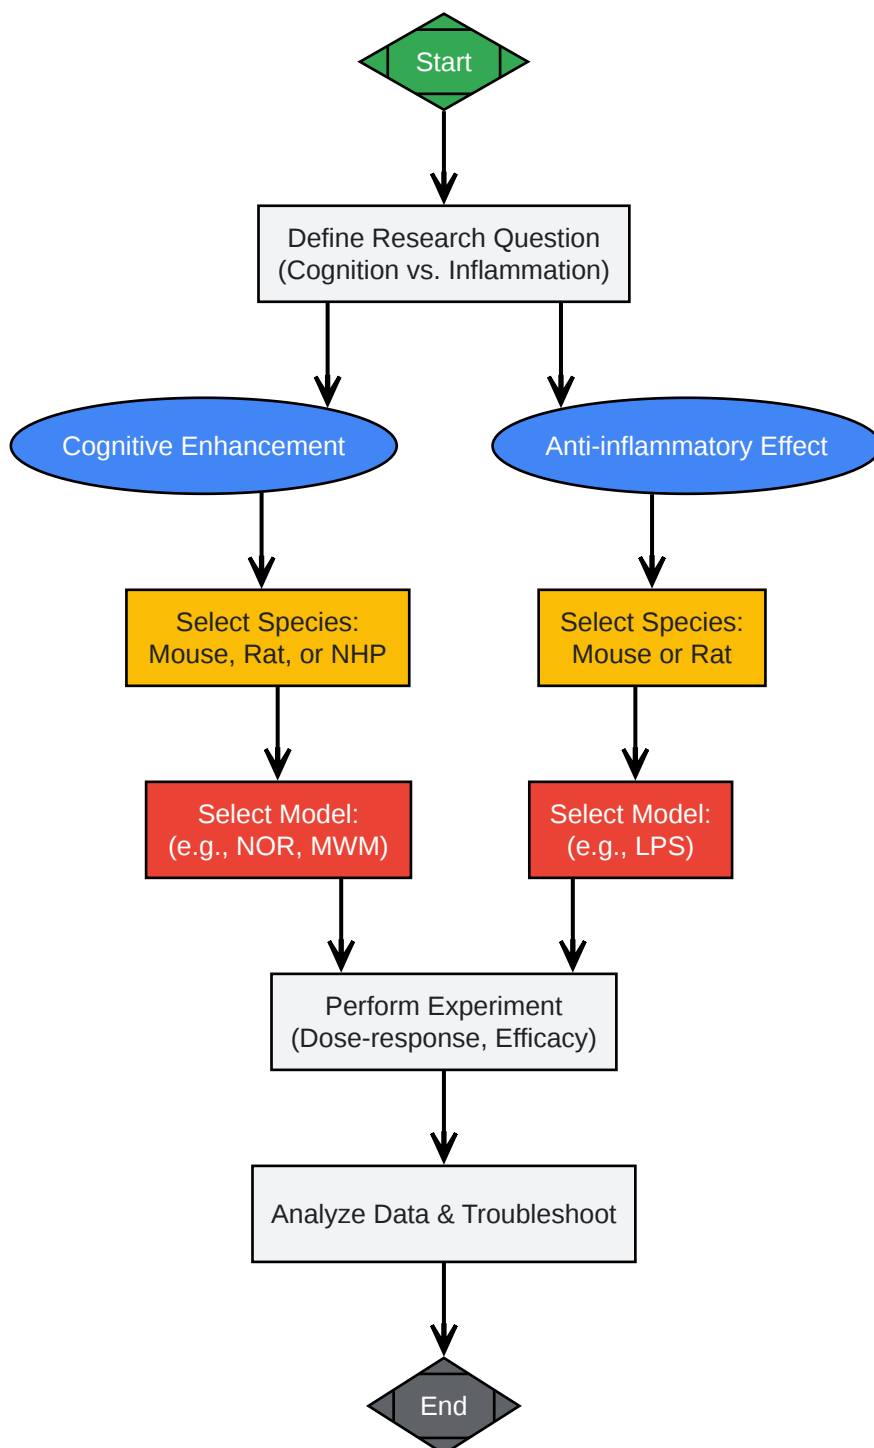 Start
Define Research Question
(Cognition vs. Inflammation)
Cognitive Enhancement
Anti-inflammatory Effect
Select Species:
Mouse, Rat, or NHP
Select Species:
Mouse or Rat
Select Model:
(e.g., NOR, MWM)
Select Model:
(e.g., LPS)
Perform Experiment
(Dose-response, Efficacy)
Analyze Data & Troubleshoot
End